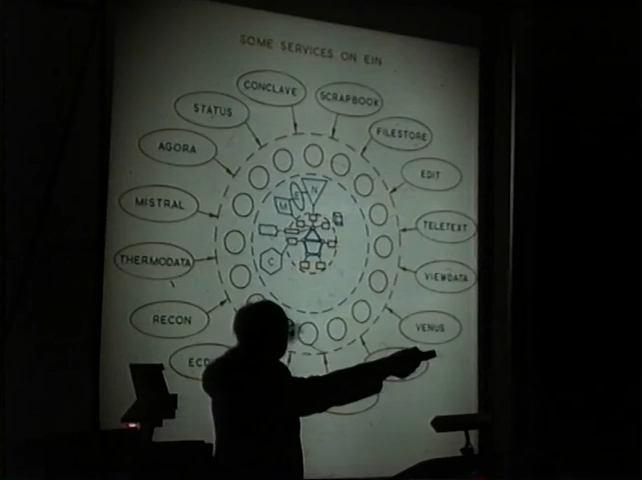 SOME SERVICES ON EIN
CONCLAVE
SCRAPBOOK
STATUS
FILESTORE
AGORA
EDIT
MISTRAL
TELETEXT
THERMODATA
VIEWDATA
RECON
VENUS
N
M
C